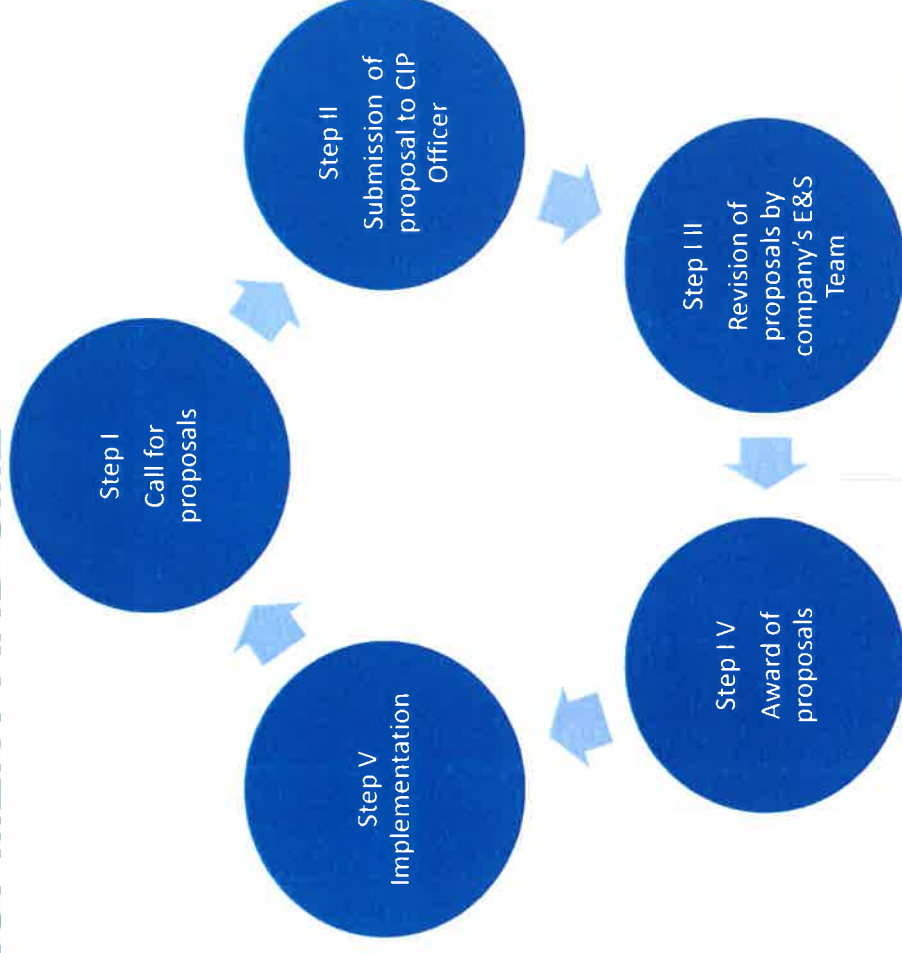 Step I
Call for
proposals
Step II
Submission of
proposal to CIP
Officer
Step I II
Revision of
proposals by
company's E&S
Team
Step I V
Award of
proposals
Step V
Implementation